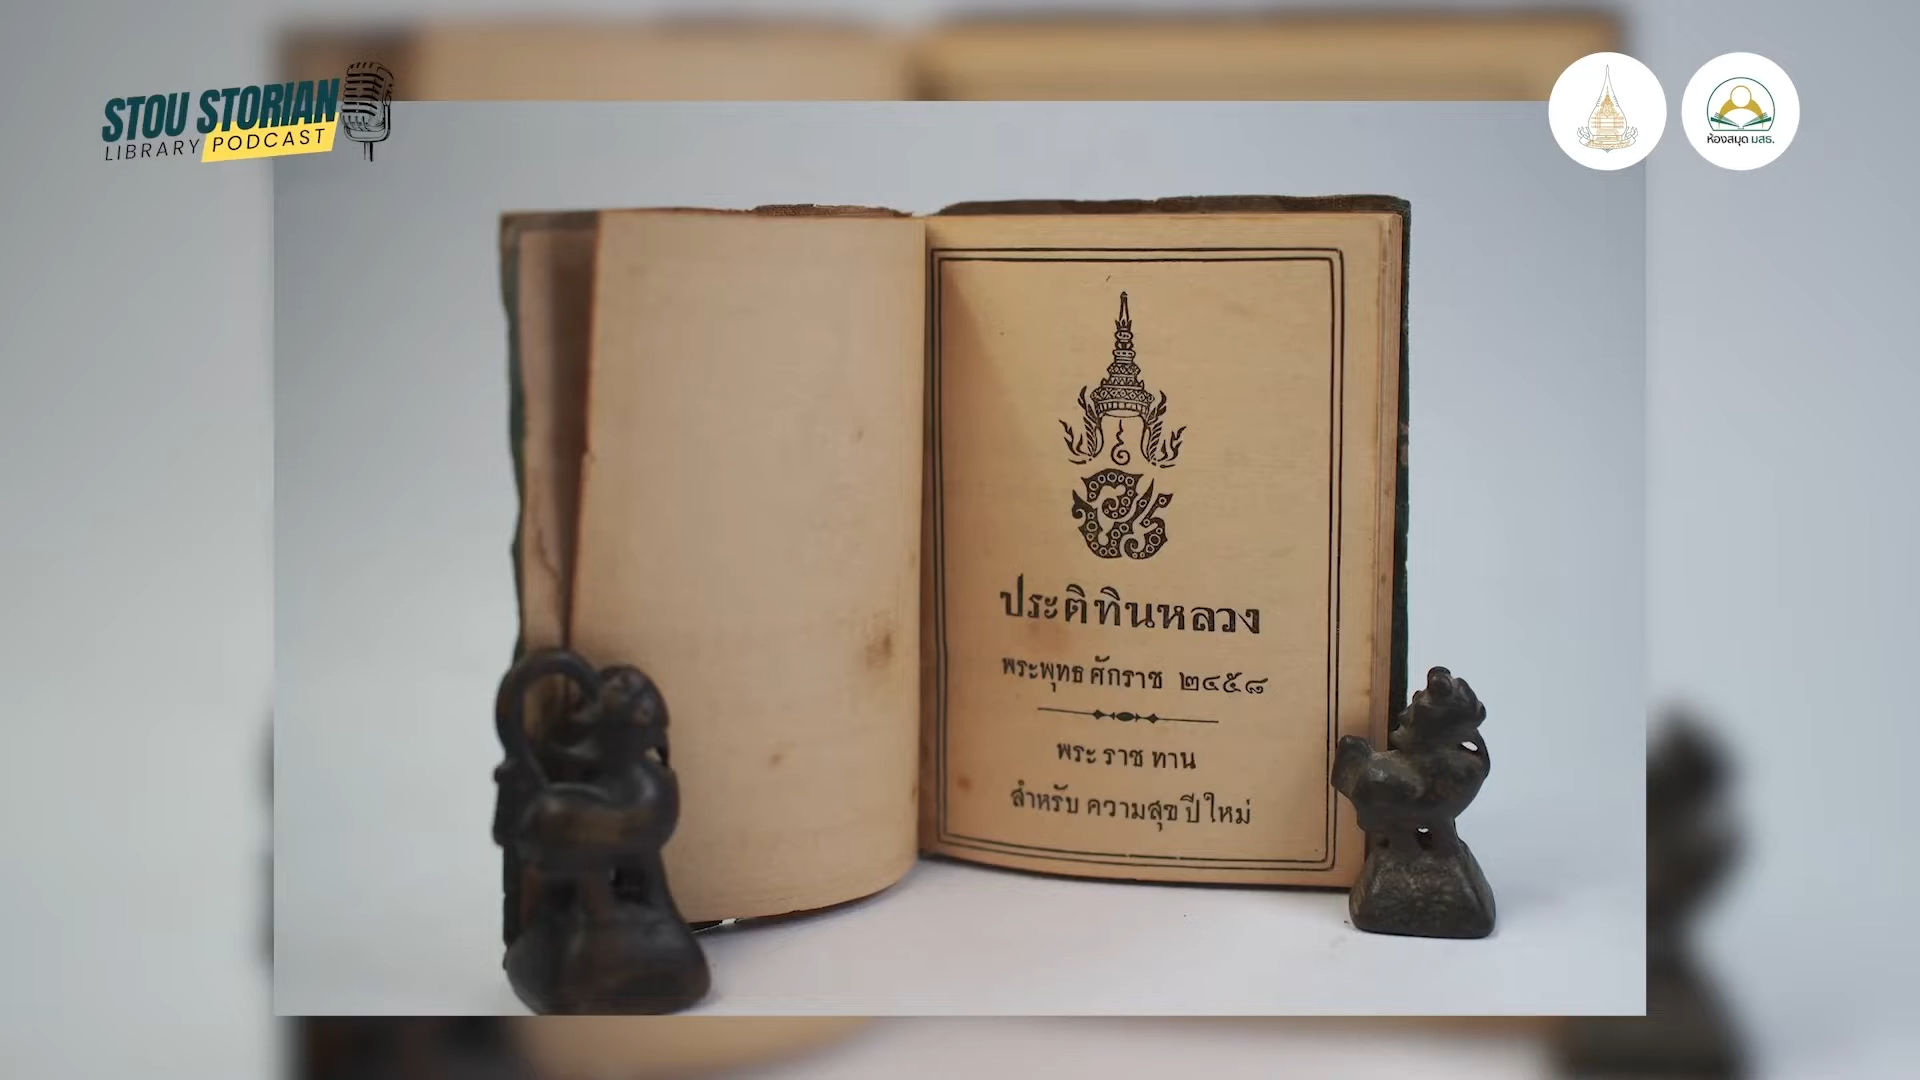 STOU STORIAN
LIBRARY PODCAST
ห้องสมุด มสธ.
ประติทินหลวง
พระพุทธ ศักราช ๒๔๕๘
พระ ราช ทาน
สำหรับ ความสุข ปี ใหม่